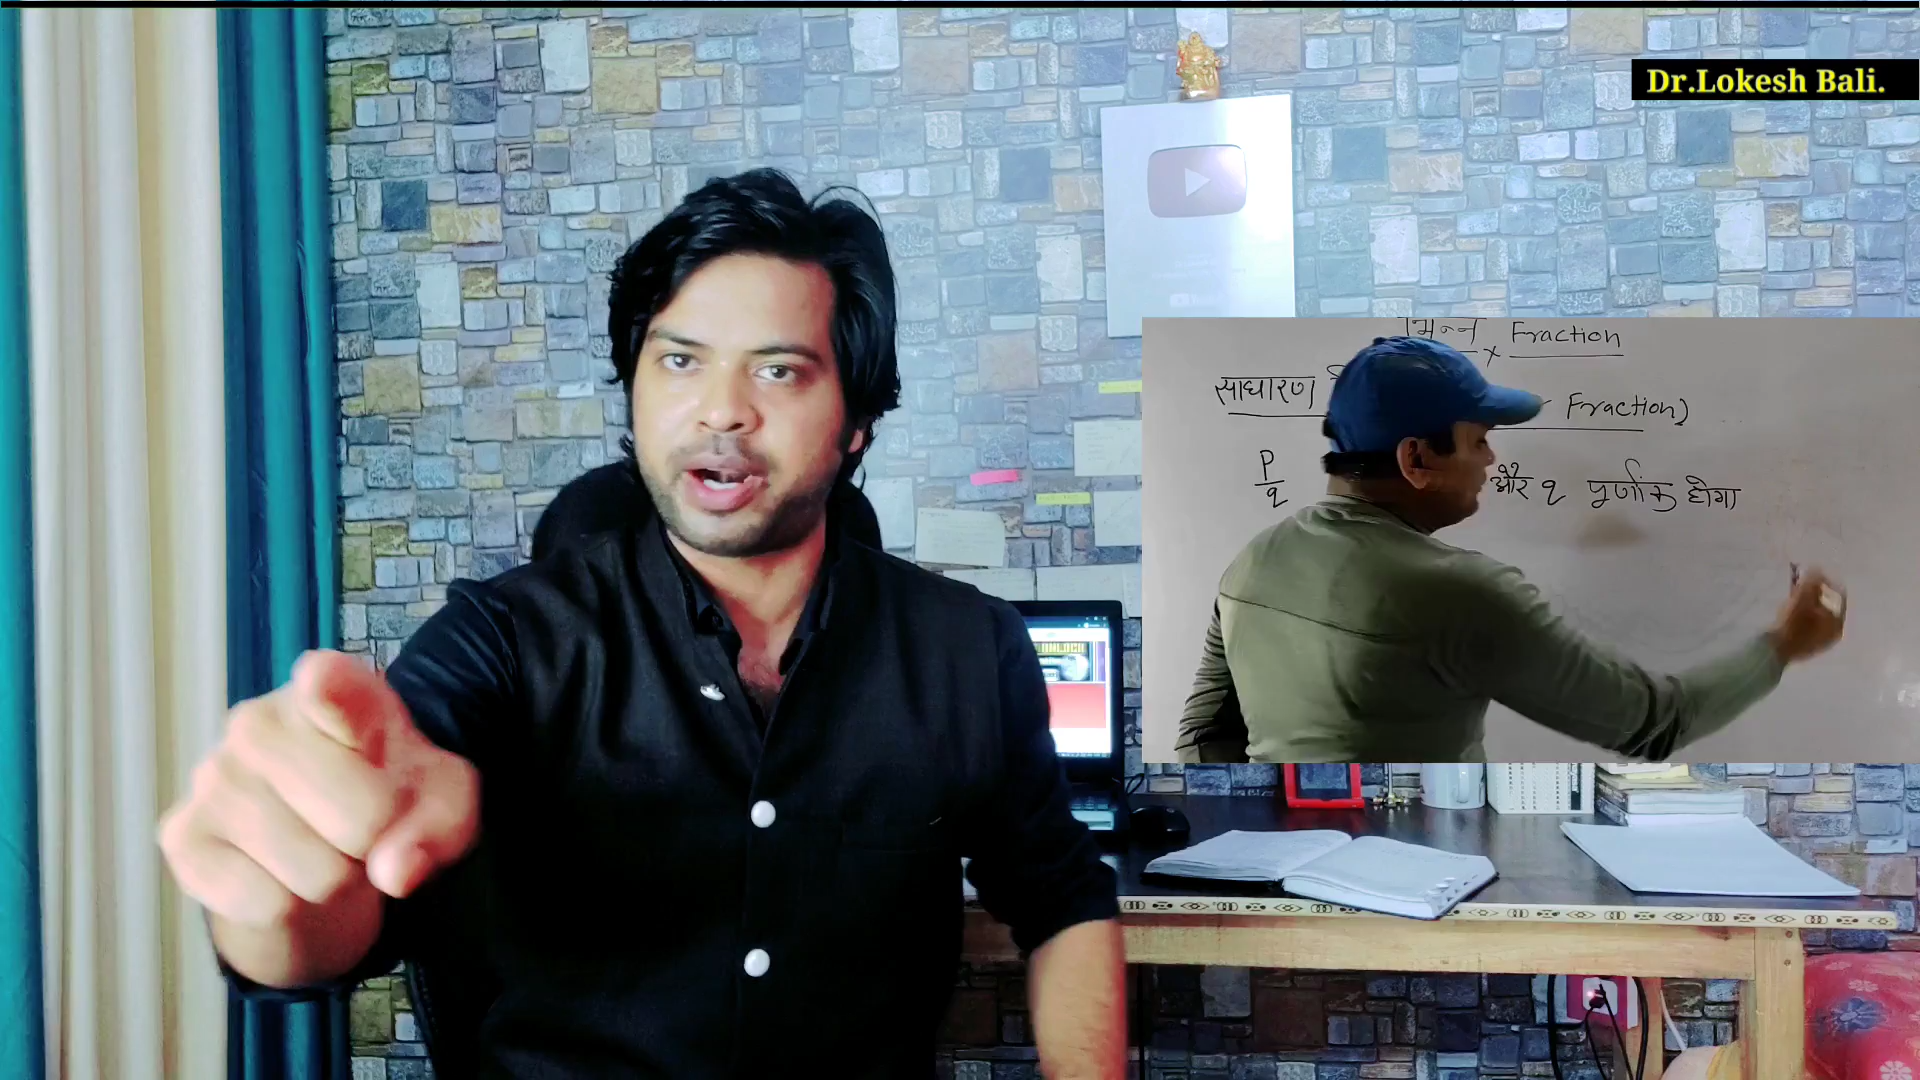 Dr.Lokesh Bali.
भिन्न Fraction
x
साधारण Fraction)
P
q
और q पूर्णांक होगा